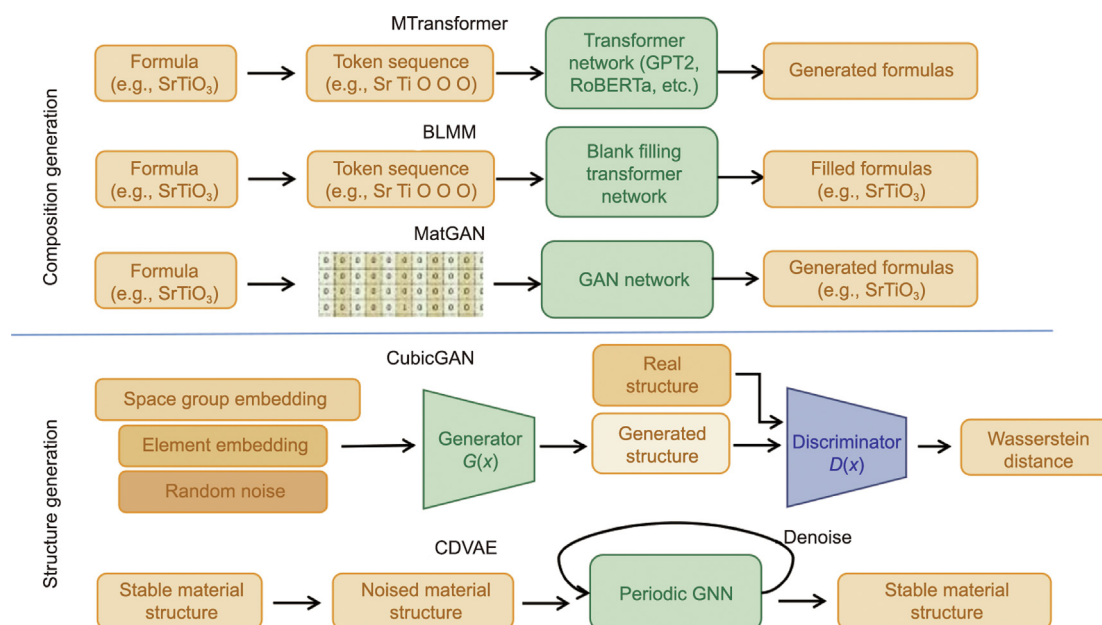 Composition generation
MTransformer
Formula
(e.g., SrTiO₃)
Token sequence
(e.g., Sr Ti O O O)
Transformer
network (GPT2,
RoBERTa, etc.)
Generated formulas
BLMM
Formula
(e.g., SrTiO₃)
Token sequence
(e.g., Sr Ti O O O)
Blank filling
transformer
network
Filled formulas
(e.g., SrTiO₃)
MatGAN
Formula
(e.g., SrTiO₃)
GAN network
Generated formulas
(e.g., SrTiO₃)
Structure generation
CubicGAN
Space group embedding
Element embedding
Random noise
Generator
G(x)
Real
structure
Generated
structure
Discriminator
D(x)
Wasserstein
distance
CDVAE
Denoise
Stable material
structure
Noised material
structure
Periodic GNN
Stable material
structure